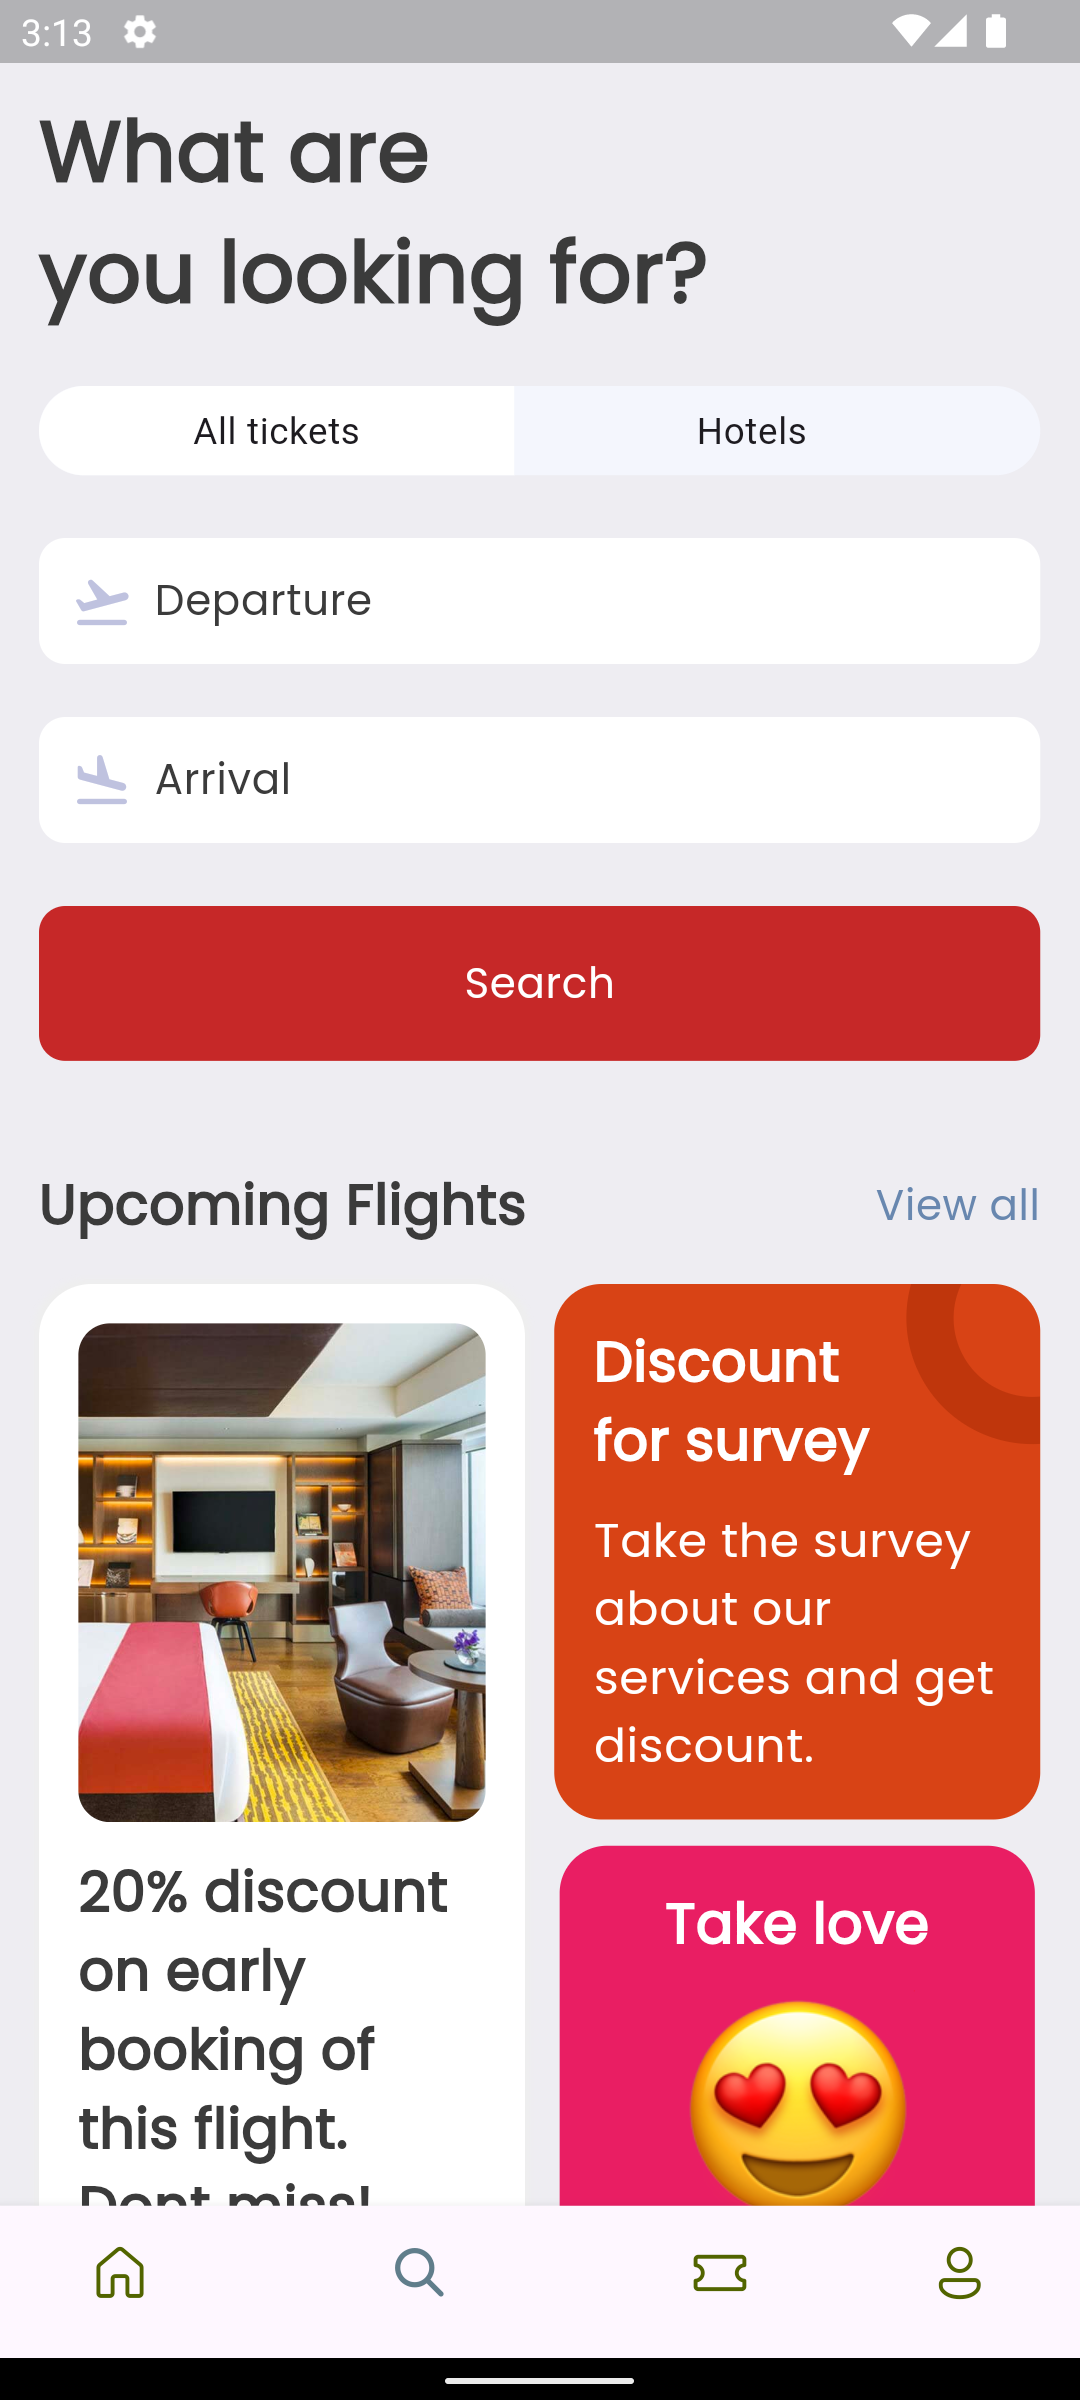 3:13
What are
you looking for?
All tickets
Hotels
Departure
Arrival
Search
Upcoming Flights
View all
20% discount
on early
booking of
this flight.
Dont miss!
Discount
for survey
Take the survey
about our
services and get
discount.
Take love